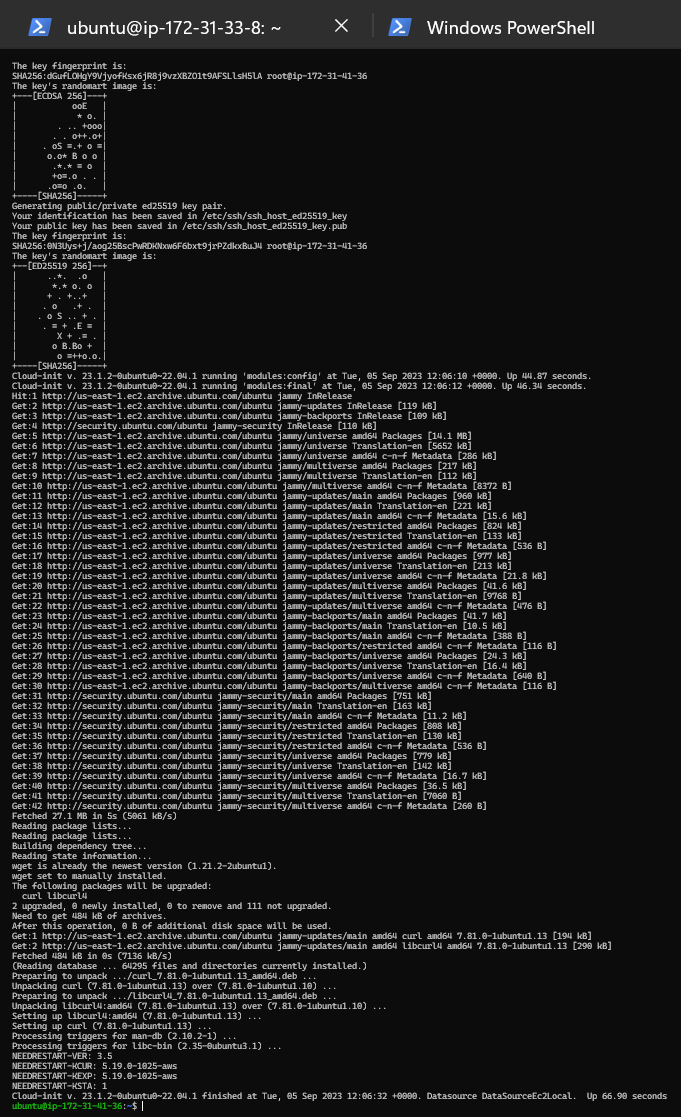 ubuntu@ip-172-31-33-8: ~
Windows PowerShell
The key fingerprint is:
SHA256:dGufLOHgY9VjyofKsx6jR8j9vzXBZO1t9AFSLlsH5lA root@ip-172-31-41-36
The key's randomart image is:
+---[ECDSA 256]---+
|           ooE   |
|            * o. |
|        . .. +ooo|
|       . . o++.o+|
|     . oS =.+ o =|
|      o.o* B o o |
|       .*.* = o  |
|       +o=.o . . |
|      .o=o .o.   |
+----[SHA256]-----+
Generating public/private ed25519 key pair.
Your identification has been saved in /etc/ssh/ssh_host_ed25519_key
Your public key has been saved in /etc/ssh/ssh_host_ed25519_key.pub
The key fingerprint is:
SHA256:0N3Uys+j/aog25BscPwRDKNxw6F6bxt9jrPZdkxBuJ4 root@ip-172-31-41-36
The key's randomart image is:
+--[ED25519 256]--+
|      ..*.  .o   |
|       *.* o. o  |
|      + . +..+   |
|     . o   .+ .  |
|    . o S .. + . |
|     . = + .E =  |
|        X + .= . |
|       o B.Bo +  |
|        o =++o.o.|
+----[SHA256]-----+
Cloud-init v. 23.1.2-0ubuntu0~22.04.1 running 'modules:config' at Tue, 05 Sep 2023 12:06:10 +0000. Up 44.87 seconds.
Cloud-init v. 23.1.2-0ubuntu0~22.04.1 running 'modules:final' at Tue, 05 Sep 2023 12:06:12 +0000. Up 46.34 seconds.
Hit:1 http://us-east-1.ec2.archive.ubuntu.com/ubuntu jammy InRelease
Get:2 http://us-east-1.ec2.archive.ubuntu.com/ubuntu jammy-updates InRelease [119 kB]
Get:3 http://us-east-1.ec2.archive.ubuntu.com/ubuntu jammy-backports InRelease [109 kB]
Get:4 http://security.ubuntu.com/ubuntu jammy-security InRelease [110 kB]
Get:5 http://us-east-1.ec2.archive.ubuntu.com/ubuntu jammy/universe amd64 Packages [14.1 MB]
Get:6 http://us-east-1.ec2.archive.ubuntu.com/ubuntu jammy/universe Translation-en [5652 kB]
Get:7 http://us-east-1.ec2.archive.ubuntu.com/ubuntu jammy/universe amd64 c-n-f Metadata [286 kB]
Get:8 http://us-east-1.ec2.archive.ubuntu.com/ubuntu jammy/multiverse amd64 Packages [217 kB]
Get:9 http://us-east-1.ec2.archive.ubuntu.com/ubuntu jammy/multiverse Translation-en [112 kB]
Get:10 http://us-east-1.ec2.archive.ubuntu.com/ubuntu jammy/multiverse amd64 c-n-f Metadata [8372 B]
Get:11 http://us-east-1.ec2.archive.ubuntu.com/ubuntu jammy-updates/main amd64 Packages [960 kB]
Get:12 http://us-east-1.ec2.archive.ubuntu.com/ubuntu jammy-updates/main Translation-en [221 kB]
Get:13 http://us-east-1.ec2.archive.ubuntu.com/ubuntu jammy-updates/main amd64 c-n-f Metadata [15.6 kB]
Get:14 http://us-east-1.ec2.archive.ubuntu.com/ubuntu jammy-updates/restricted amd64 Packages [824 kB]
Get:15 http://us-east-1.ec2.archive.ubuntu.com/ubuntu jammy-updates/restricted Translation-en [133 kB]
Get:16 http://us-east-1.ec2.archive.ubuntu.com/ubuntu jammy-updates/restricted amd64 c-n-f Metadata [536 B]
Get:17 http://us-east-1.ec2.archive.ubuntu.com/ubuntu jammy-updates/universe amd64 Packages [977 kB]
Get:18 http://us-east-1.ec2.archive.ubuntu.com/ubuntu jammy-updates/universe Translation-en [213 kB]
Get:19 http://us-east-1.ec2.archive.ubuntu.com/ubuntu jammy-updates/universe amd64 c-n-f Metadata [21.8 kB]
Get:20 http://us-east-1.ec2.archive.ubuntu.com/ubuntu jammy-updates/multiverse amd64 Packages [41.6 kB]
Get:21 http://us-east-1.ec2.archive.ubuntu.com/ubuntu jammy-updates/multiverse Translation-en [9768 B]
Get:22 http://us-east-1.ec2.archive.ubuntu.com/ubuntu jammy-updates/multiverse amd64 c-n-f Metadata [476 B]
Get:23 http://us-east-1.ec2.archive.ubuntu.com/ubuntu jammy-backports/main amd64 Packages [41.7 kB]
Get:24 http://us-east-1.ec2.archive.ubuntu.com/ubuntu jammy-backports/main Translation-en [10.5 kB]
Get:25 http://us-east-1.ec2.archive.ubuntu.com/ubuntu jammy-backports/main amd64 c-n-f Metadata [388 B]
Get:26 http://us-east-1.ec2.archive.ubuntu.com/ubuntu jammy-backports/restricted amd64 c-n-f Metadata [116 B]
Get:27 http://us-east-1.ec2.archive.ubuntu.com/ubuntu jammy-backports/universe amd64 Packages [24.3 kB]
Get:28 http://us-east-1.ec2.archive.ubuntu.com/ubuntu jammy-backports/universe Translation-en [16.4 kB]
Get:29 http://us-east-1.ec2.archive.ubuntu.com/ubuntu jammy-backports/universe amd64 c-n-f Metadata [640 B]
Get:30 http://us-east-1.ec2.archive.ubuntu.com/ubuntu jammy-backports/multiverse amd64 c-n-f Metadata [116 B]
Get:31 http://security.ubuntu.com/ubuntu jammy-security/main amd64 Packages [751 kB]
Get:32 http://security.ubuntu.com/ubuntu jammy-security/main Translation-en [163 kB]
Get:33 http://security.ubuntu.com/ubuntu jammy-security/main amd64 c-n-f Metadata [11.2 kB]
Get:34 http://security.ubuntu.com/ubuntu jammy-security/restricted amd64 Packages [808 kB]
Get:35 http://security.ubuntu.com/ubuntu jammy-security/restricted Translation-en [130 kB]
Get:36 http://security.ubuntu.com/ubuntu jammy-security/restricted amd64 c-n-f Metadata [536 B]
Get:37 http://security.ubuntu.com/ubuntu jammy-security/universe amd64 Packages [779 kB]
Get:38 http://security.ubuntu.com/ubuntu jammy-security/universe Translation-en [142 kB]
Get:39 http://security.ubuntu.com/ubuntu jammy-security/universe amd64 c-n-f Metadata [16.7 kB]
Get:40 http://security.ubuntu.com/ubuntu jammy-security/multiverse amd64 Packages [36.5 kB]
Get:41 http://security.ubuntu.com/ubuntu jammy-security/multiverse Translation-en [7060 B]
Get:42 http://security.ubuntu.com/ubuntu jammy-security/multiverse amd64 c-n-f Metadata [260 B]
Fetched 27.1 MB in 5s (5061 kB/s)
Reading package lists...
Reading package lists...
Building dependency tree...
Reading state information...
wget is already the newest version (1.21.2-2ubuntu1).
wget set to manually installed.
The following packages will be upgraded:
  curl libcurl4
2 upgraded, 0 newly installed, 0 to remove and 111 not upgraded.
Need to get 484 kB of archives.
After this operation, 0 B of additional disk space will be used.
Get:1 http://us-east-1.ec2.archive.ubuntu.com/ubuntu jammy-updates/main amd64 curl amd64 7.81.0-1ubuntu1.13 [194 kB]
Get:2 http://us-east-1.ec2.archive.ubuntu.com/ubuntu jammy-updates/main amd64 libcurl4 amd64 7.81.0-1ubuntu1.13 [290 kB]
Fetched 484 kB in 0s (7136 kB/s)
(Reading database ... 64295 files and directories currently installed.)
Preparing to unpack .../curl_7.81.0-1ubuntu1.13_amd64.deb ...
Unpacking curl (7.81.0-1ubuntu1.13) over (7.81.0-1ubuntu1.10) ...
Preparing to unpack .../libcurl4_7.81.0-1ubuntu1.13_amd64.deb ...
Unpacking libcurl4:amd64 (7.81.0-1ubuntu1.13) over (7.81.0-1ubuntu1.10) ...
Setting up libcurl4:amd64 (7.81.0-1ubuntu1.13) ...
Setting up curl (7.81.0-1ubuntu1.13) ...
Processing triggers for man-db (2.10.2-1) ...
Processing triggers for libc-bin (2.35-0ubuntu3.1) ...
NEEDRESTART-VER: 3.5
NEEDRESTART-KCUR: 5.19.0-1025-aws
NEEDRESTART-KEXP: 5.19.0-1025-aws
NEEDRESTART-KSTA: 1
Cloud-init v. 23.1.2-0ubuntu0~22.04.1 finished at Tue, 05 Sep 2023 12:06:32 +0000. Datasource DataSourceEc2Local.  Up 66.90 seconds
ubuntu@ip-172-31-41-36:~$